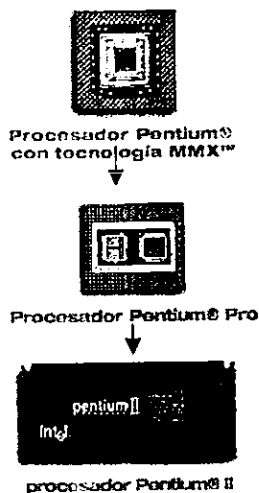 Procesador Pentium®
con tecnología MMX™
Procesador Pentium® Pro
pentium II
intel
procesador Pentium® II